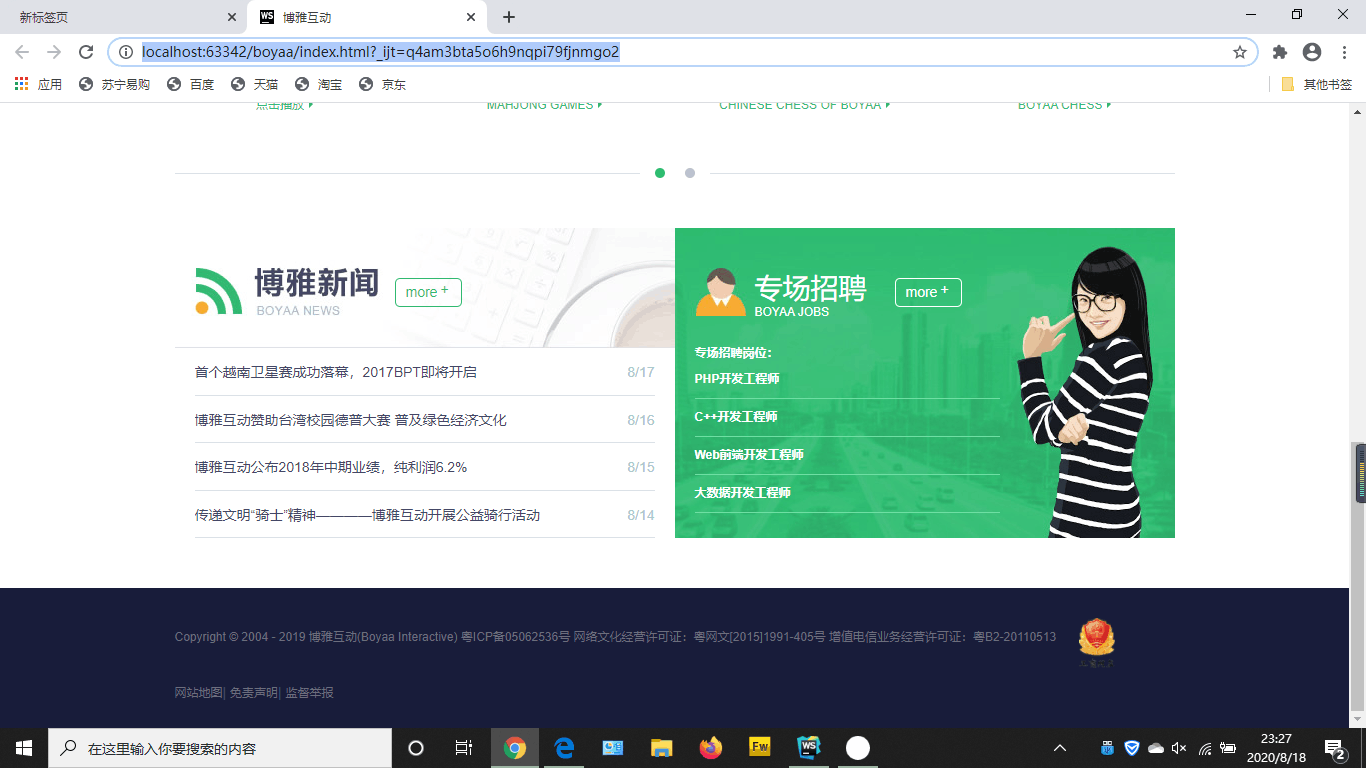 新标签页
WS
博雅互动
localhost:63342/boyaa/index.html?_ijt=q4am3bta5o6h9nqpi79fjnmgo2
应用 苏宁易购 百度 天猫 淘宝 京东 其他书签
点击播放 MAHJONG GAMES CHINESE CHESS OF BOYAA BOYAA CHESS
博雅新闻
BOYAA NEWS
more +
首个越南卫星赛成功落幕，2017BPT即将开启 8/17
博雅互动赞助台湾校园德普大赛 普及绿色经济文化 8/16
博雅互动公布2018年中期业绩，纯利润6.2% 8/15
传递文明“骑士”精神————博雅互动开展公益骑行活动 8/14
专场招聘
BOYAA JOBS
more +
专场招聘岗位：
PHP开发工程师
C++开发工程师
Web前端开发工程师
大数据开发工程师
Copyright © 2004 - 2019 博雅互动(Boyaa Interactive) 粤ICP备05062536号 网络文化经营许可证：粤网文[2015]1991-405号 增值电信业务经营许可证：粤B2-20110513
网站地图| 免责声明| 监督举报
在这里输入你要搜索的内容
Fw
WS
23:27
2020/8/18
2